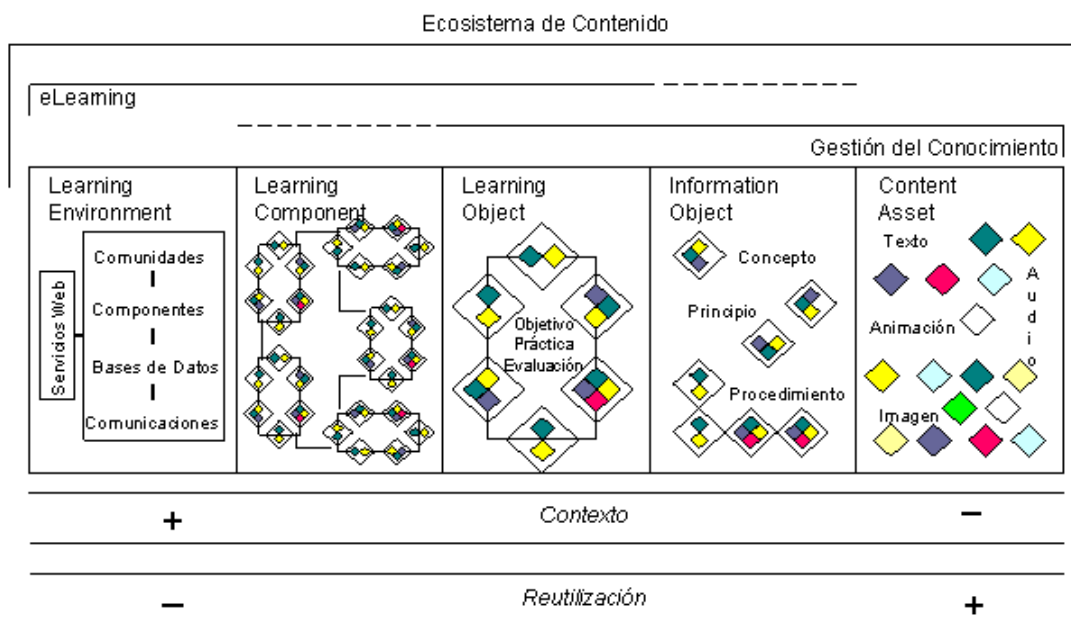 Ecosistema de Contenido
eLearning
Gestión del Conocimiento
Learning
Environment
Servicios Web
Comunidades
Componentes
Bases de Datos
Comunicaciones
Learning
Component
Learning
Object
Objetivo
Práctica
Evaluación
Information
Object
Concepto
Principio
Procedimiento
Content
Asset
Texto
Audio
Animación
Imagen
+ Contexto −
− Reutilización +